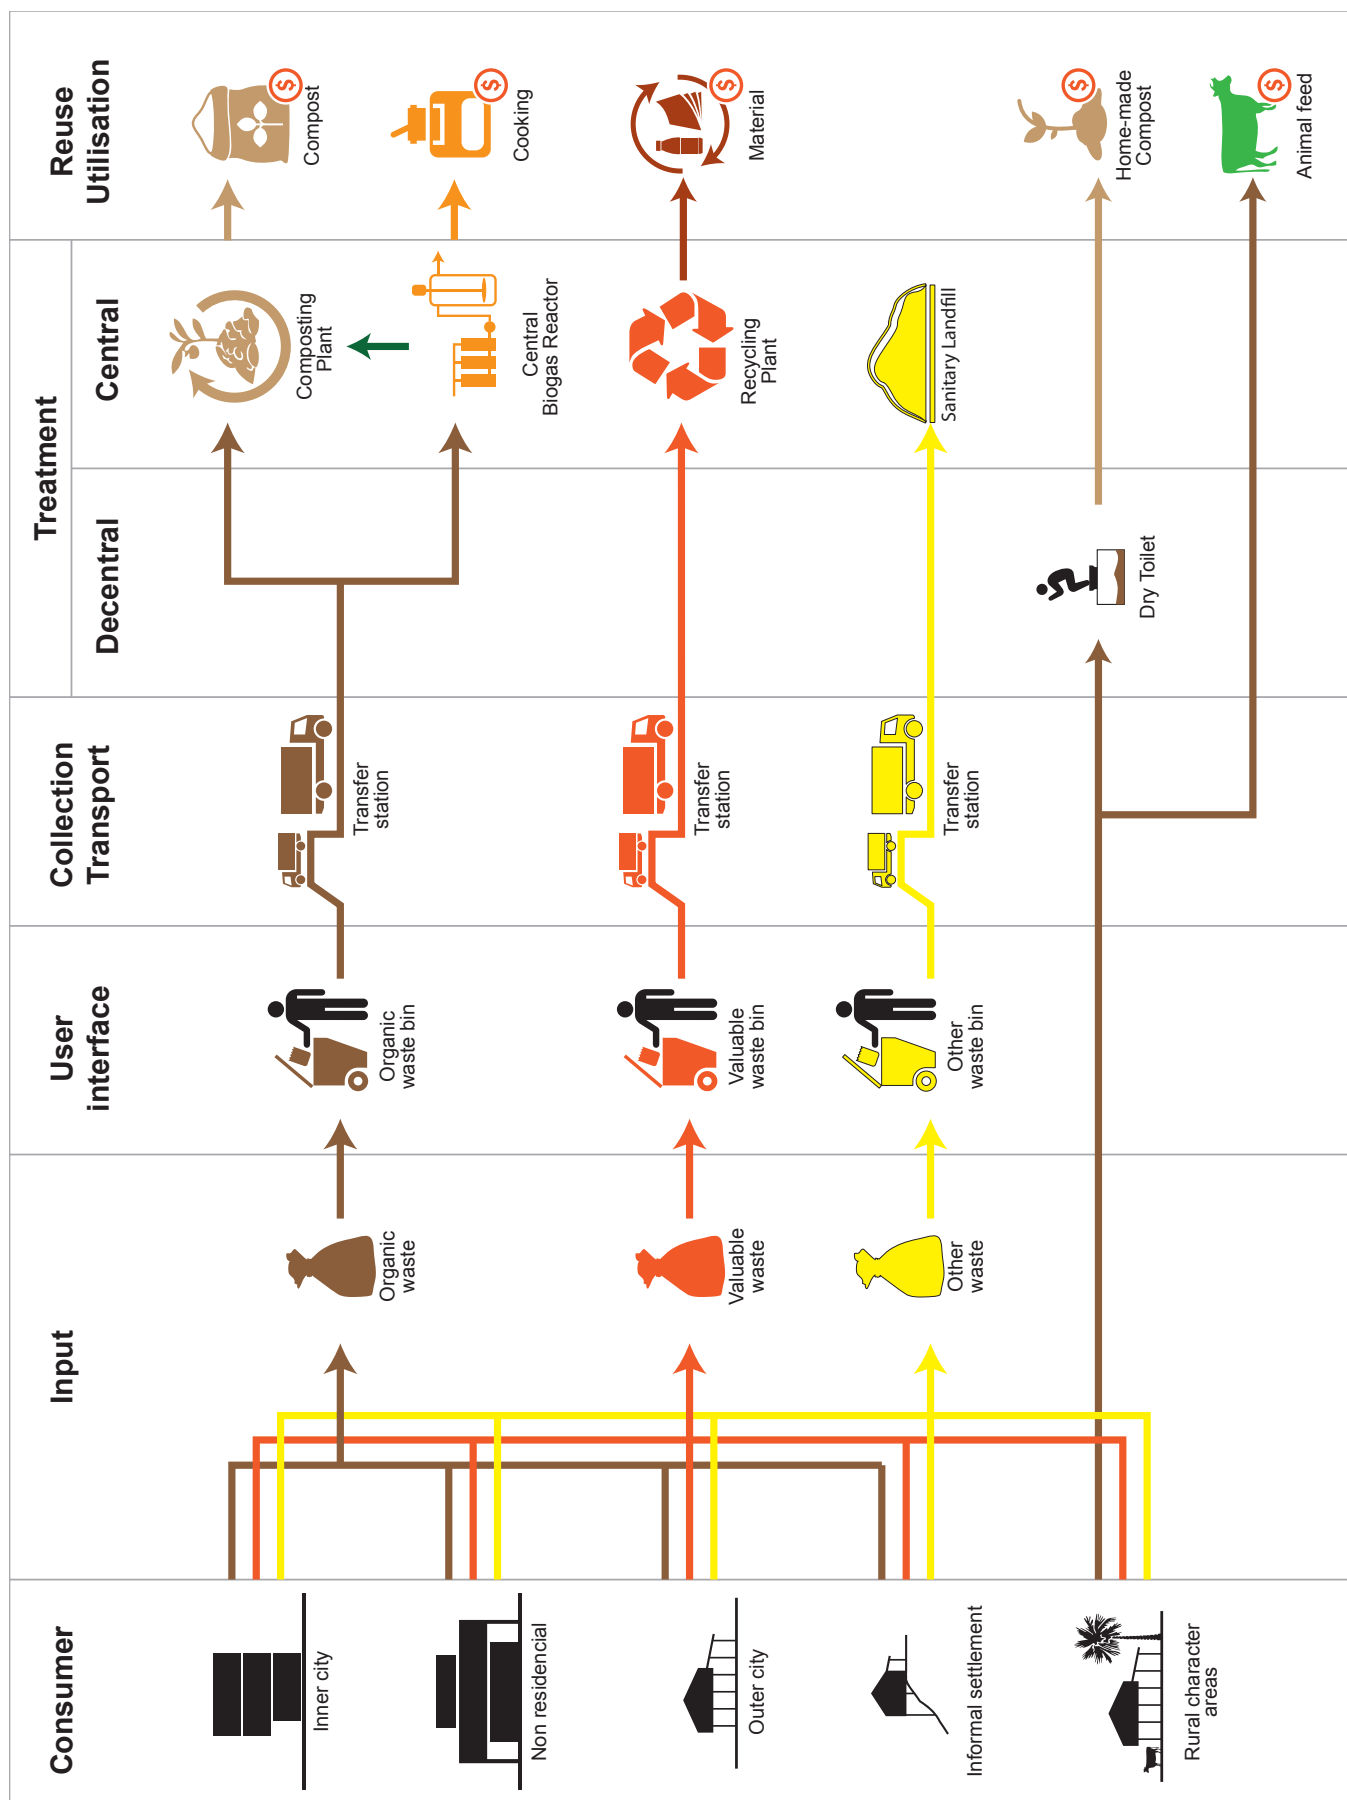 Consumer
Input
User
interface
Collection
Transport
Treatment
Decentral
Central
Reuse
Utilisation
Inner city
Organic
waste
Organic
waste bin
Transfer
station
Composting
Plant
$
Compost
Non residencial
Central
Biogas Reactor
$
Cooking
Outer city
Valuable
waste
Valuable
waste bin
Transfer
station
Recycling
Plant
$
Material
Informal settlement
Other
waste
Other
waste bin
Transfer
station
Sanitary Landfill
Rural character
areas
Dry Toilet
$
Home-made
Compost
$
Animal feed